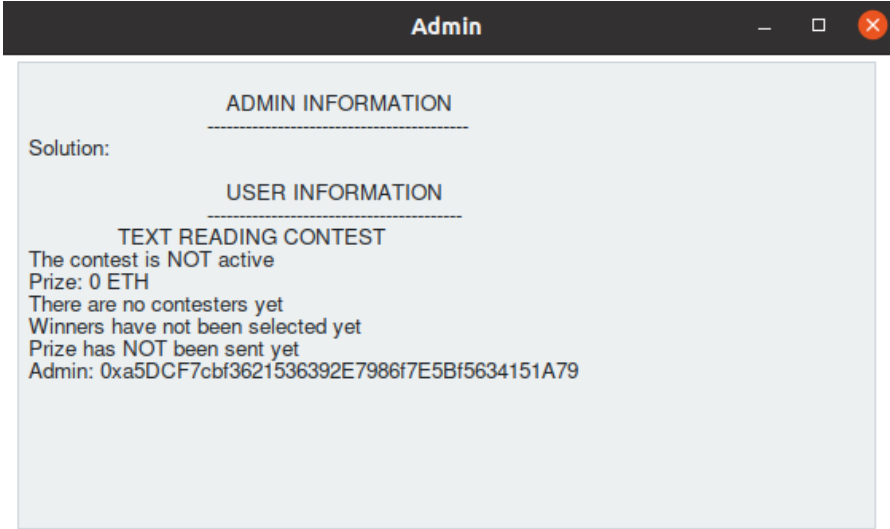 Admin
ADMIN INFORMATION
-----------------------------------------
Solution:
USER INFORMATION
----------------------------------------
TEXT READING CONTEST
The contest is NOT active
Prize: 0 ETH
There are no contesters yet
Winners have not been selected yet
Prize has NOT been sent yet
Admin: 0xa5DCF7cbf3621536392E7986f7E5Bf5634151A79